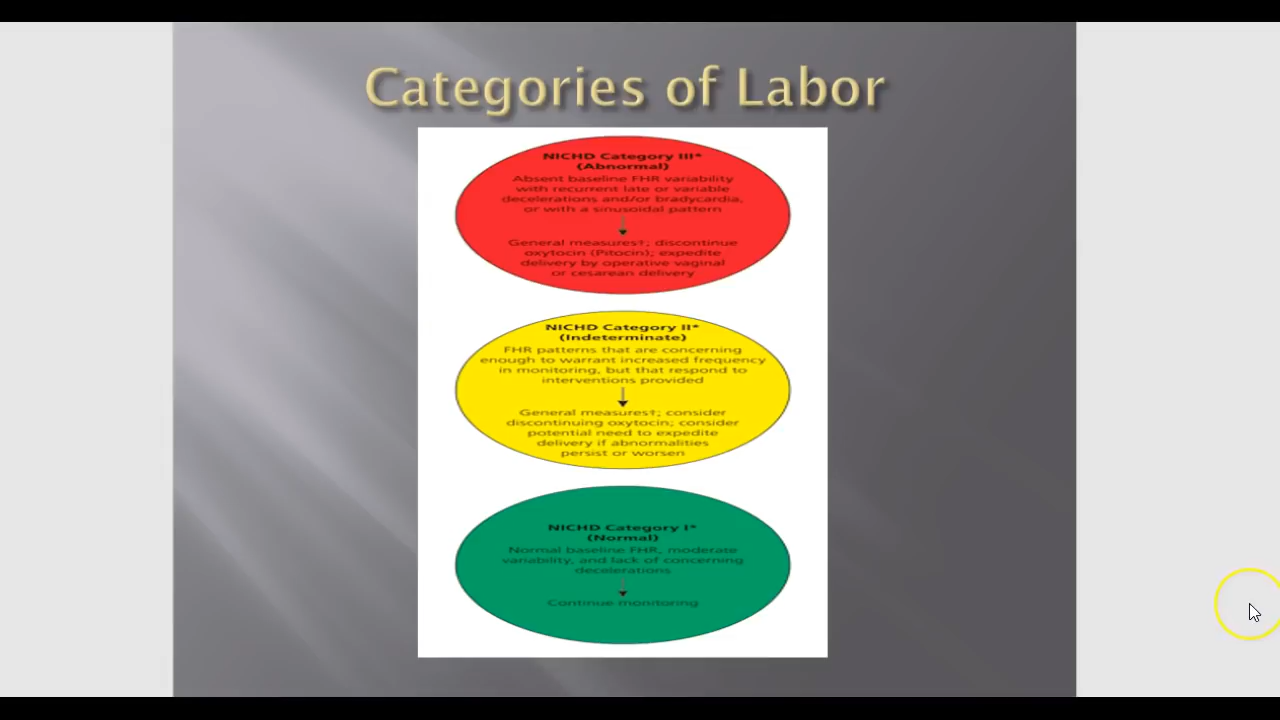 Categories of Labor
NICHD Category III*
(Abnormal)
Absent baseline FHR variability
with recurrent late or variable
decelerations and/or bradycardia,
or with a sinusoidal pattern
General measures†; discontinue
oxytocin (Pitocin); expedite
delivery by operative vaginal
or cesarean delivery
NICHD Category II*
(Indeterminate)
FHR patterns that are concerning
enough to warrant increased frequency
in monitoring, but that respond to
interventions provided
General measures†; consider
discontinuing oxytocin; consider
potential need to expedite
delivery if abnormalities
persist or worsen
NICHD Category I*
(Normal)
Normal baseline FHR, moderate
variability, and lack of concerning
decelerations
Continue monitoring